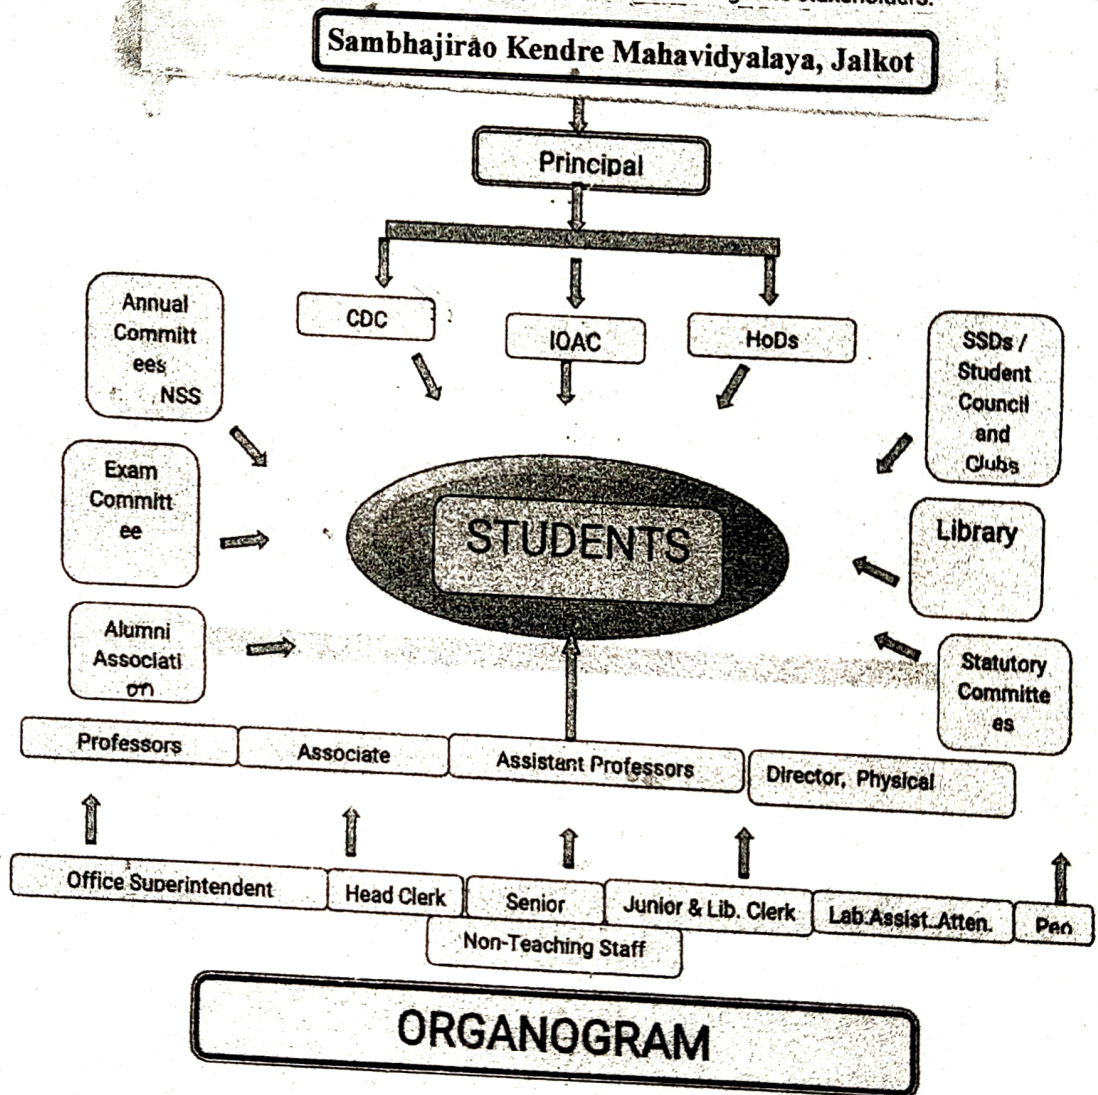 stakeholders.
Sambhajirao Kendre Mahavidyalaya, Jalkot
Principal
CDC
IQAC
HoDs
Annual
Committ
ees
NSS
Exam
Committ
ee
Alumni
Associati
on
SSDs /
Student
Council
and
Clubs
Library
Statutory
Committe
es
STUDENTS
Professors
Associate
Assistant Professors
Director, Physical
Office Superintendent
Head Clerk
Senior
Junior & Lib. Clerk
Lab.Assist..Atten.
Non-Teaching Staff
ORGANOGRAM